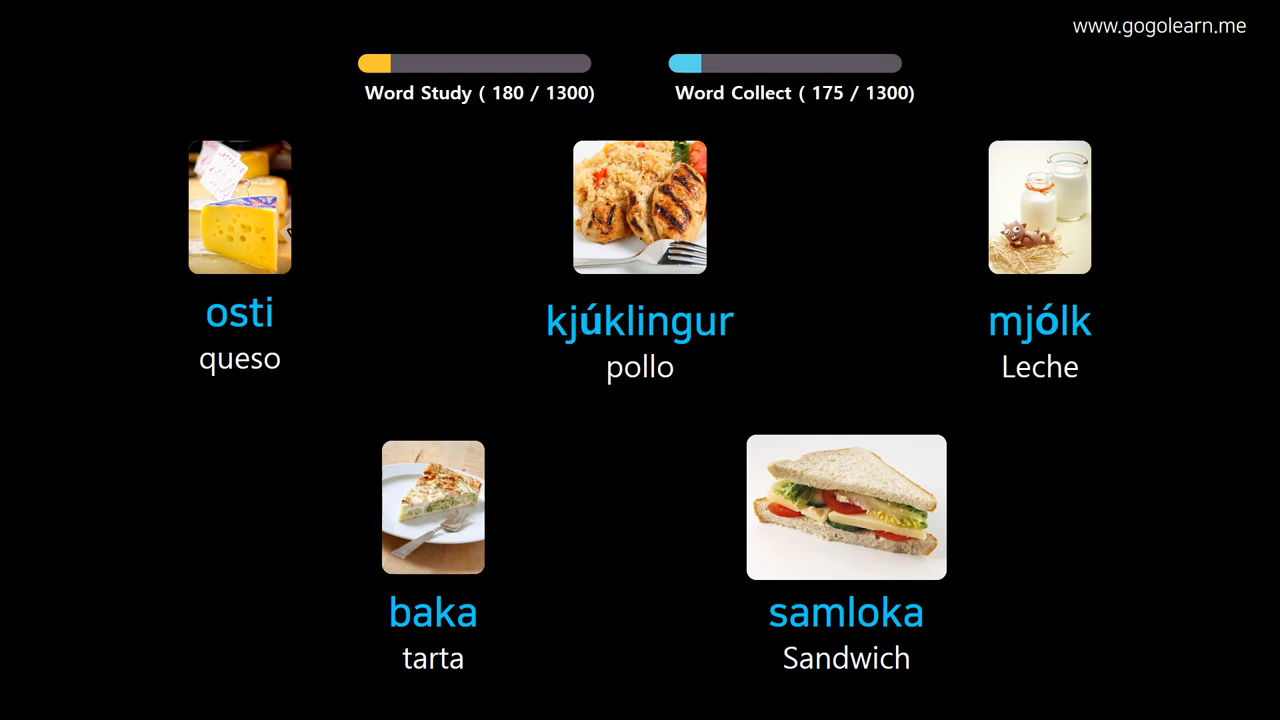 www.gogolearn.me
Word Study ( 180 / 1300)
Word Collect ( 175 / 1300)
osti
queso
kjúklingur
pollo
mjólk
Leche
baka
tarta
samloka
Sandwich